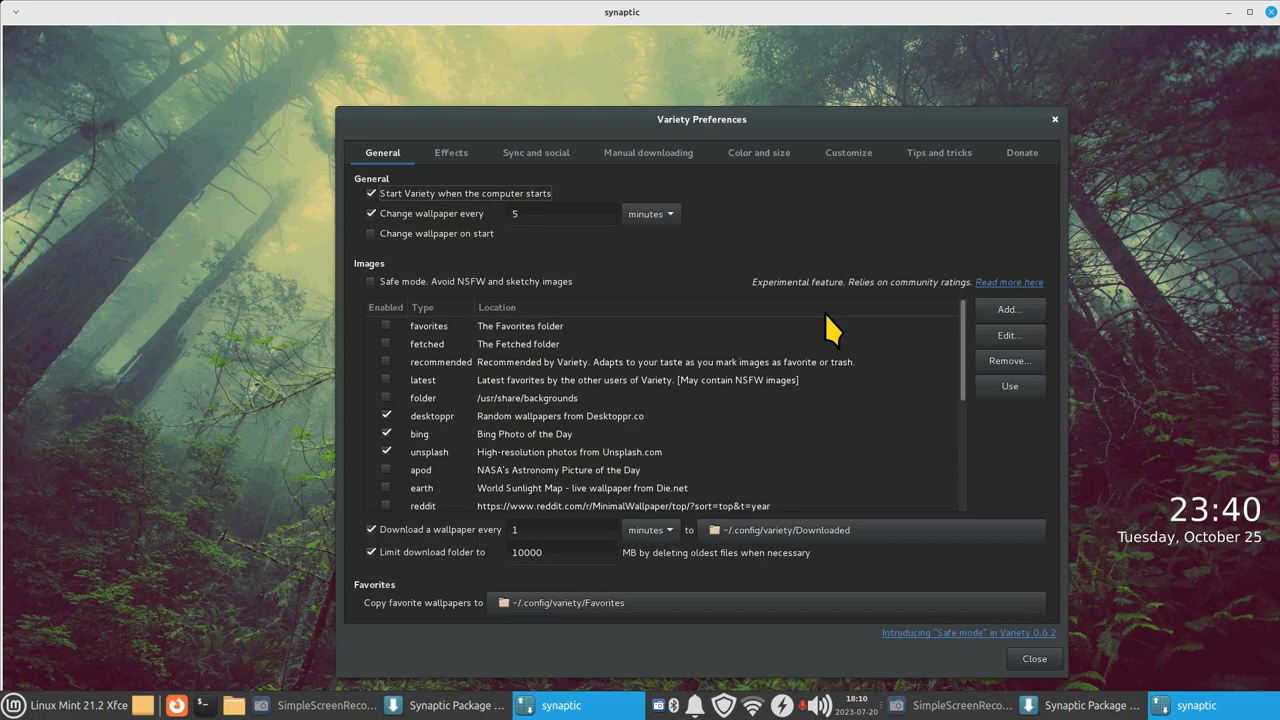 synaptic
Variety Preferences
General Effects Sync and social Manual downloading Color and size Customize Tips and tricks Donate
General
Start Variety when the computer starts
Change wallpaper every 5 minutes
Change wallpaper on start
Images
Safe mode. Avoid NSFW and sketchy images Experimental feature. Relies on community ratings. Read more here
Enabled Type Location
Add...
favorites The Favorites folder
Edit...
fetched The Fetched folder
recommended Recommended by Variety. Adapts to your taste as you mark images as favorite or trash.
Remove...
latest Latest favorites by the other users of Variety. [May contain NSFW images]
Use
folder /usr/share/backgrounds
desktoppr Random wallpapers from Desktoppr.co
bing Bing Photo of the Day
unsplash High-resolution photos from Unsplash.com
apod NASA's Astronomy Picture of the Day
earth World Sunlight Map - live wallpaper from Die.net
reddit https://www.reddit.com/r/MinimalWallpaper/top/?sort=top&t=year
Download a wallpaper every 1 minutes to ~/.config/variety/Downloaded
Limit download folder to 10000 MB by deleting oldest files when necessary
Favorites
Copy favorite wallpapers to ~/.config/variety/Favorites
Introducing "Safe mode" in Variety 0.6.2
Close
23:40
Tuesday, October 25
Linux Mint 21.2 Xfce SimpleScreenReco... Synaptic Package ... synaptic 18:10 SimpleScreenReco... Synaptic Package ... synaptic
2023-07-20